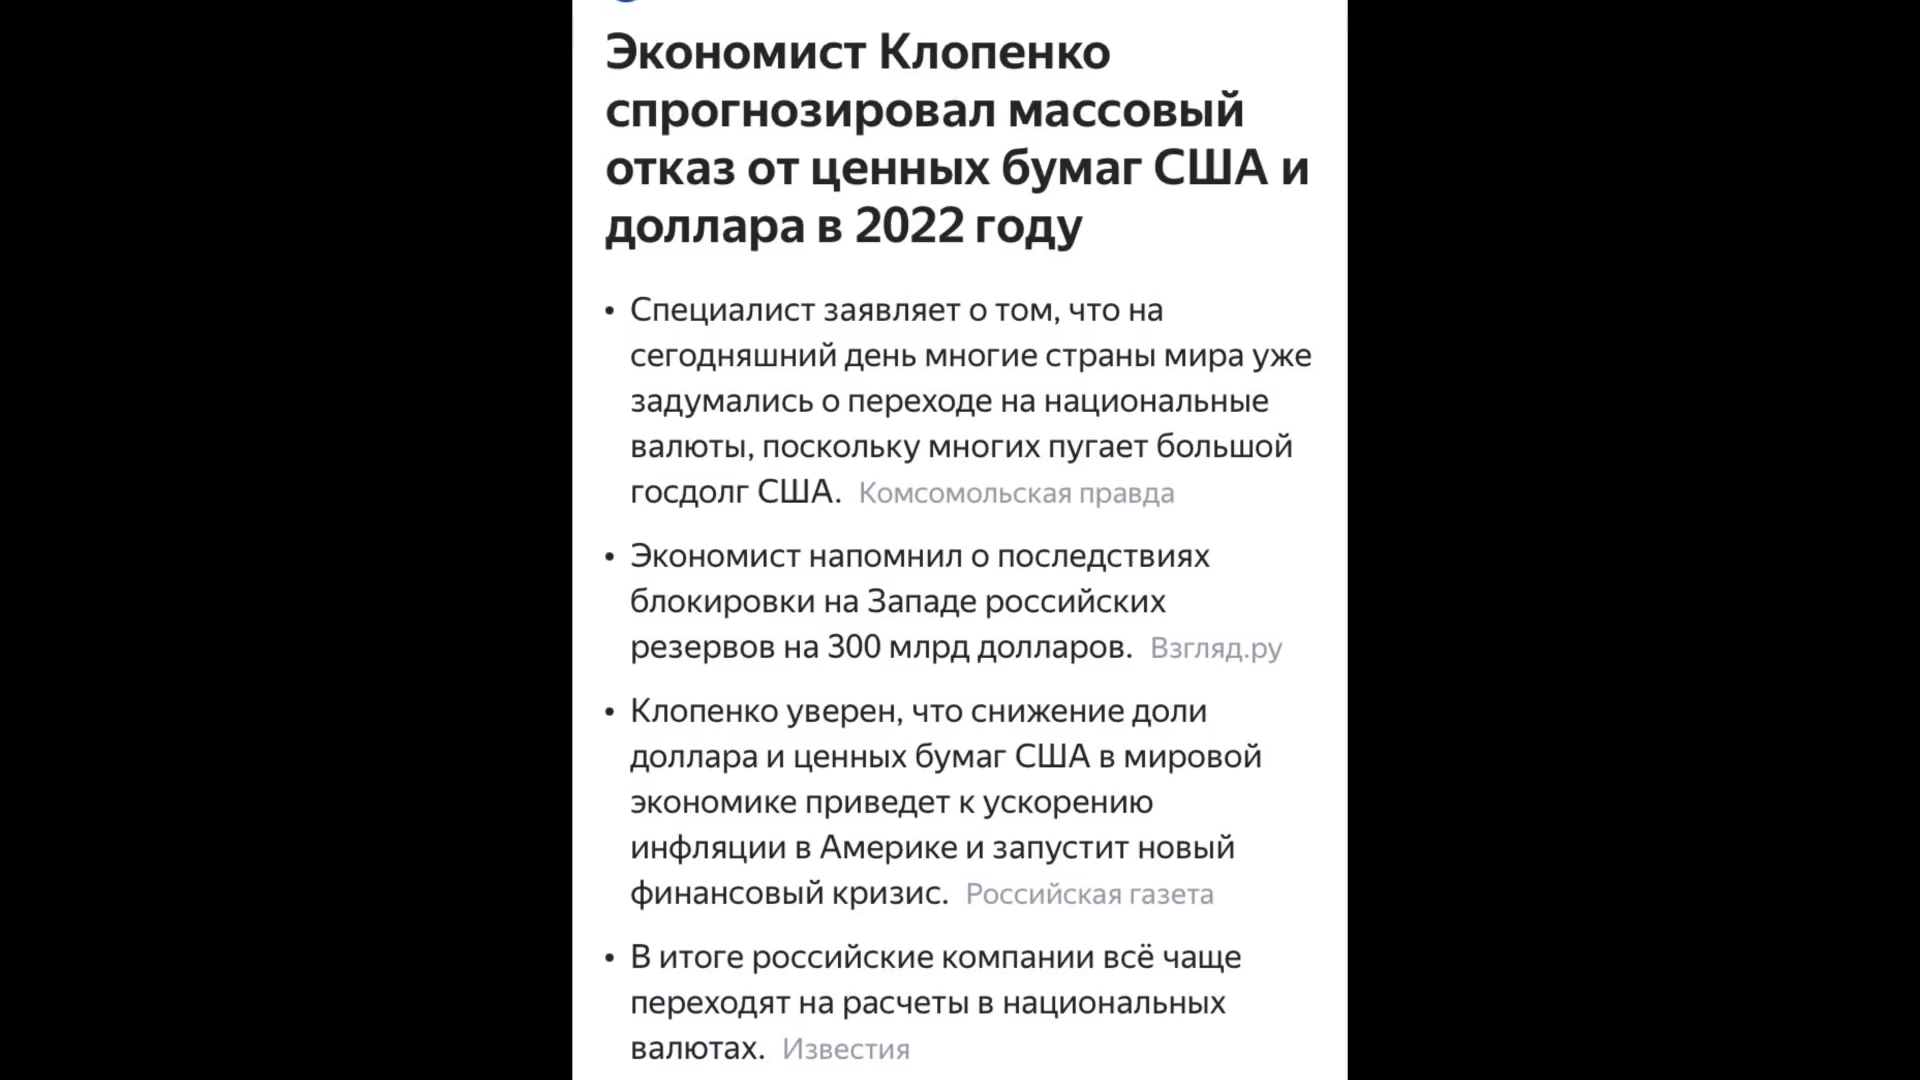 Экономист Клопенко
спрогнозировал массовый
отказ от ценных бумаг США и
доллара в 2022 году
• Специалист заявляет о том, что на
сегодняшний день многие страны мира уже
задумались о переходе на национальные
валюты, поскольку многих пугает большой
госдолг США. Комсомольская правда
• Экономист напомнил о последствиях
блокировки на Западе российских
резервов на 300 млрд долларов. Взгляд.ру
• Клопенко уверен, что снижение доли
доллара и ценных бумаг США в мировой
экономике приведет к ускорению
инфляции в Америке и запустит новый
финансовый кризис. Российская газета
• В итоге российские компании всё чаще
переходят на расчеты в национальных
валютах. Известия